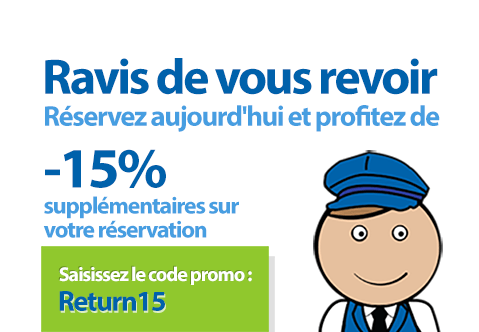 Ravis de vous revoir
Réservez aujourd'hui et profitez de
-15%
supplémentaires sur
votre réservation
Saisissez le code promo :
Return15